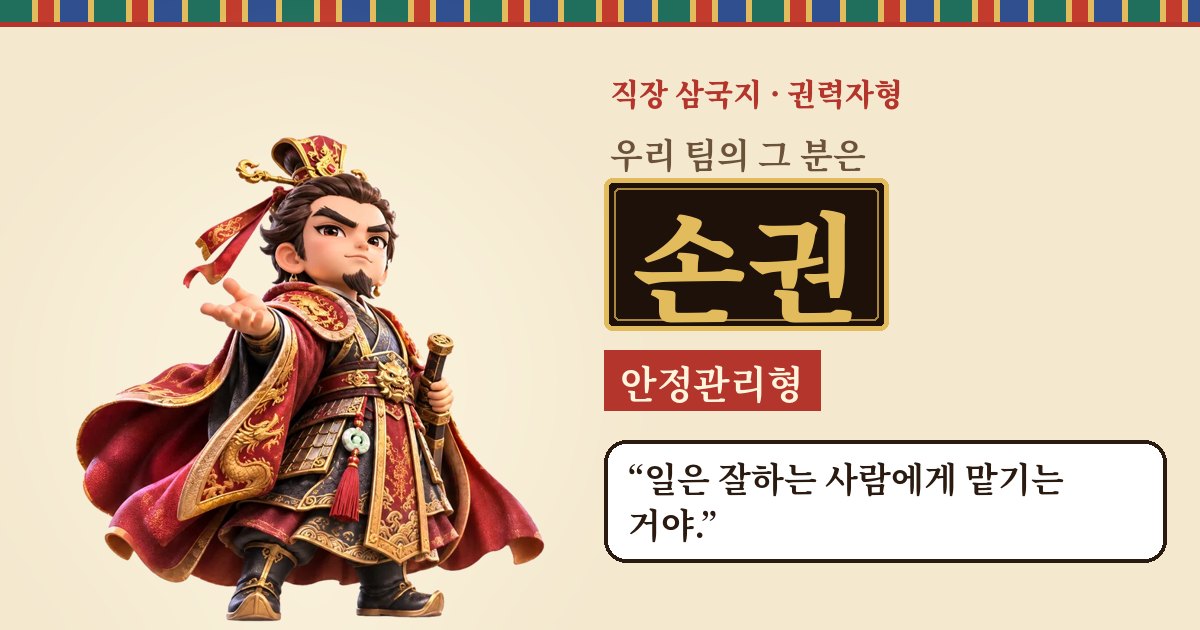 직장 삼국지 · 권력자형
우리 팀의 그 분은
손권
안정관리형
“일은 잘하는 사람에게 맡기는
거야.”